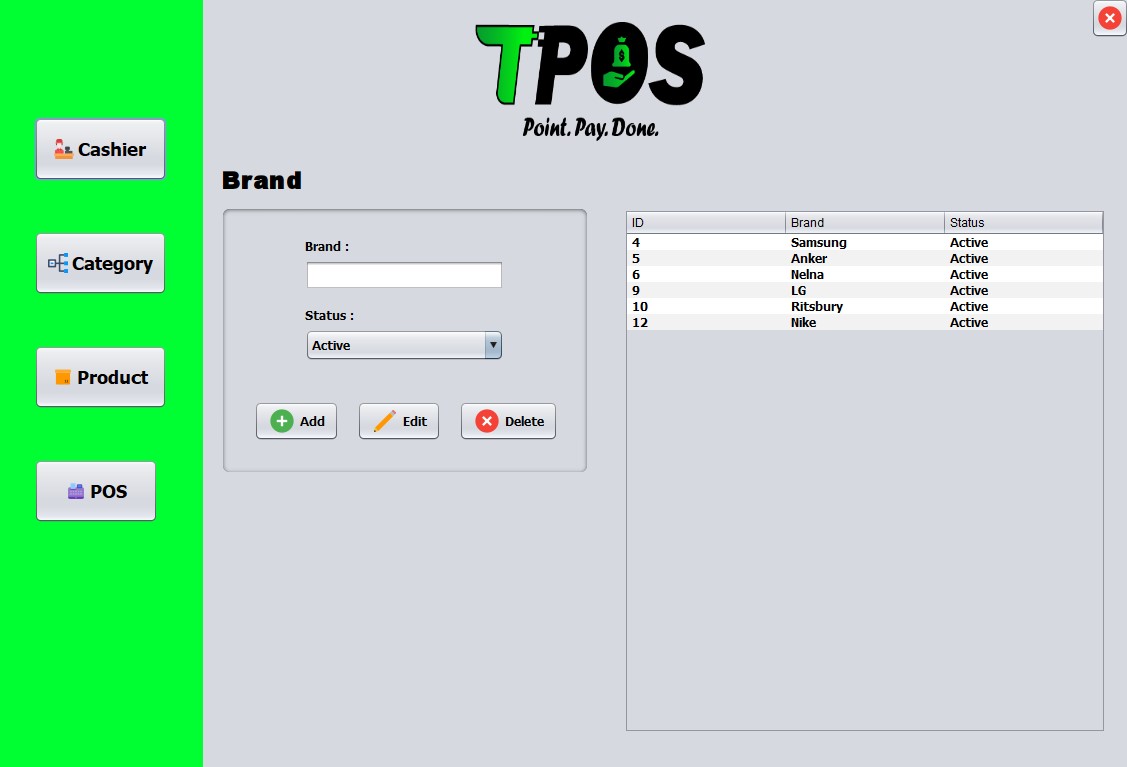 TPOS
Point. Pay. Done.
Cashier
Category
Product
POS
Brand
Brand :
Status :
Active
Add Edit Delete
ID Brand Status
4 Samsung Active
5 Anker Active
6 Nelna Active
9 LG Active
10 Ritsbury Active
12 Nike Active